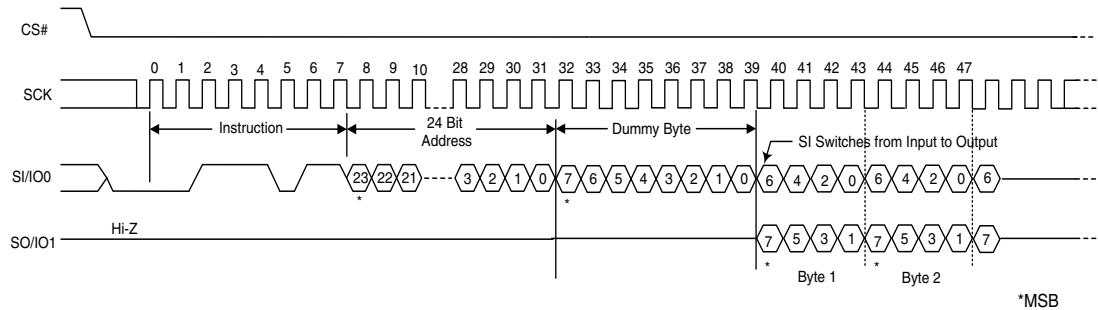 CS#
0 1 2 3 4 5 6 7 8 9 10 28 29 30 31 32 33 34 35 36 37 38 39 40 41 42 43 44 45 46 47
SCK
Instruction
24 Bit
Address
Dummy Byte
SI Switches from Input to Output
SI/IO0
23 22 21 3 2 1 0 7 6 5 4 3 2 1 0 6 4 2 0 6 4 2 0 6
* *
Hi-Z
SO/IO1
7 5 3 1 7 5 3 1 7
* *
Byte 1 Byte 2
*MSB